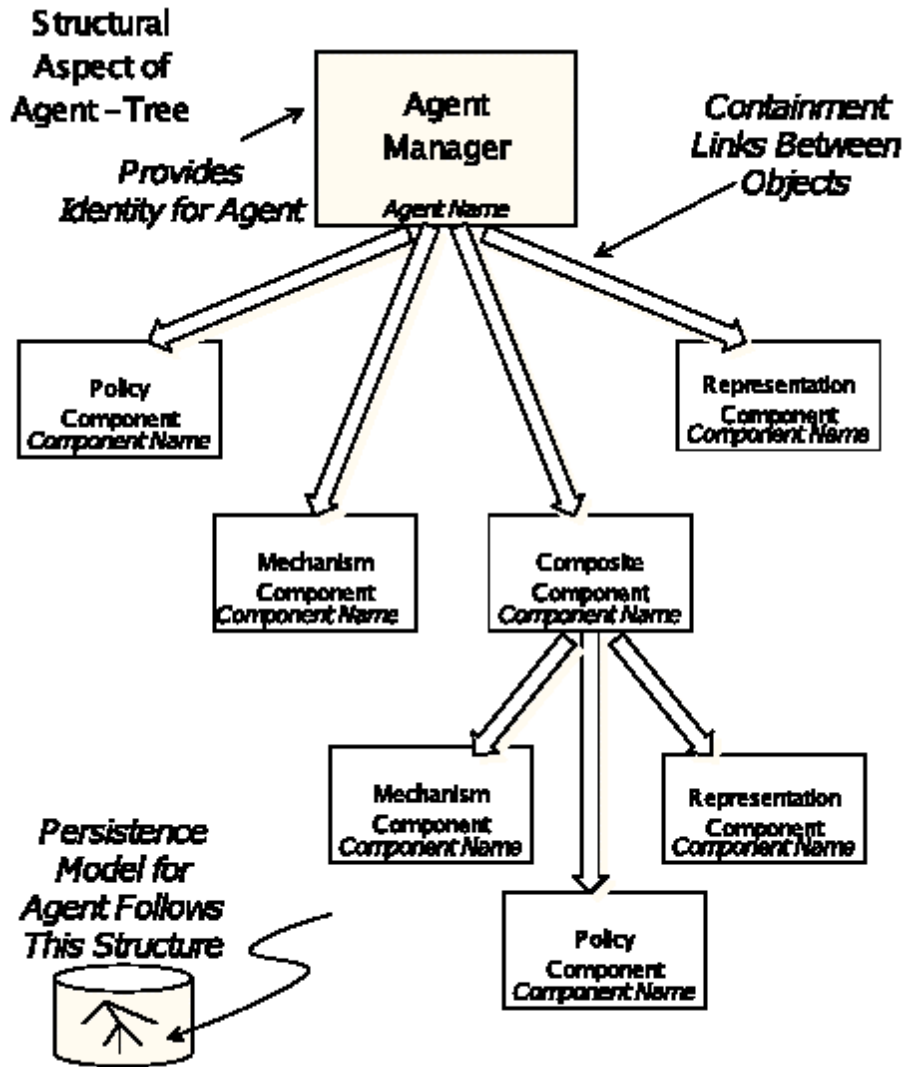 Structural
Aspect of
Agent – Tree
Provides
Identity for Agent
Agent
Manager
Agent Name
Containment
Links Between
Objects
Policy
Component
Component Name
Representation
Component
Component Name
Mechanism
Component
Component Name
Composite
Component
Component Name
Mechanism
Component
Component Name
Representation
Component
Component Name
Policy
Component
Component Name
Persistence
Model for
Agent Follows
This Structure